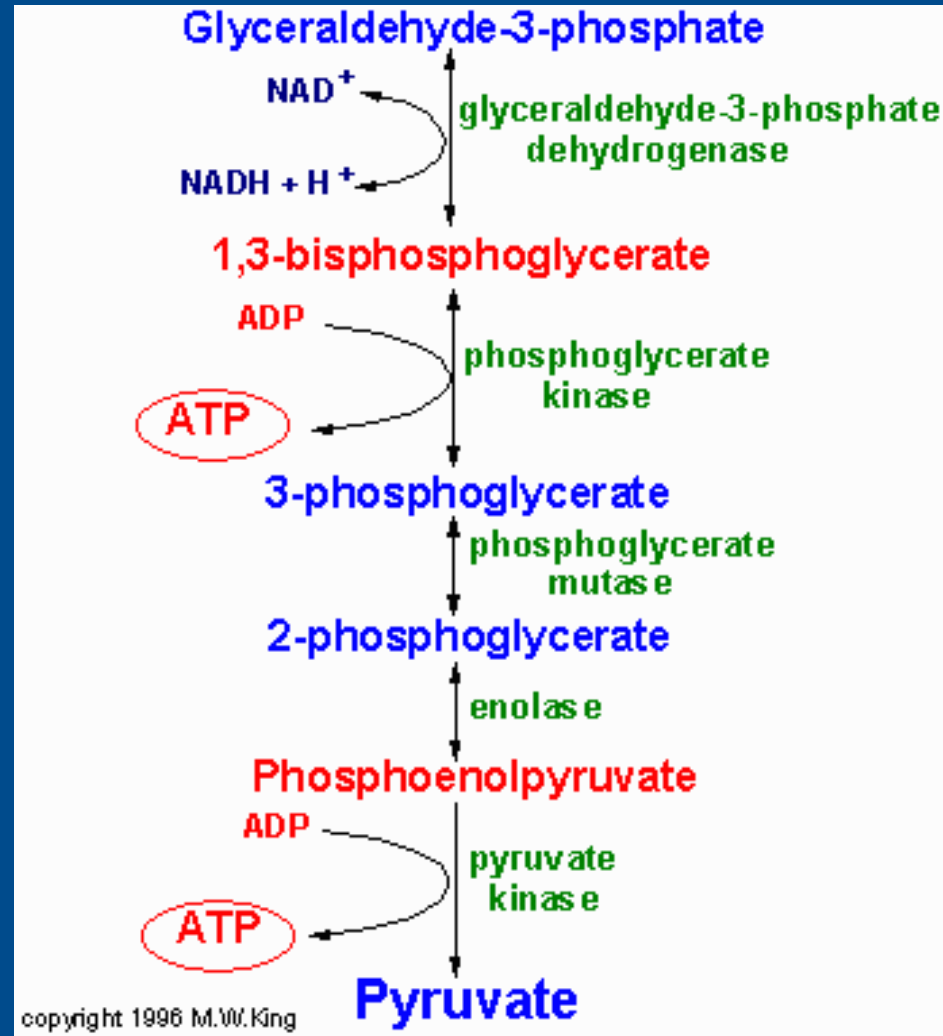 Glyceraldehyde-3-phosphate
NAD+
glyceraldehyde-3-phosphate
dehydrogenase
NADH + H+
1,3-bisphosphoglycerate
ADP
phosphoglycerate
kinase
ATP
3-phosphoglycerate
phosphoglycerate
mutase
2-phosphoglycerate
enolase
Phosphoenolpyruvate
ADP
pyruvate
kinase
ATP
Pyruvate
copyright 1996 M.W.King